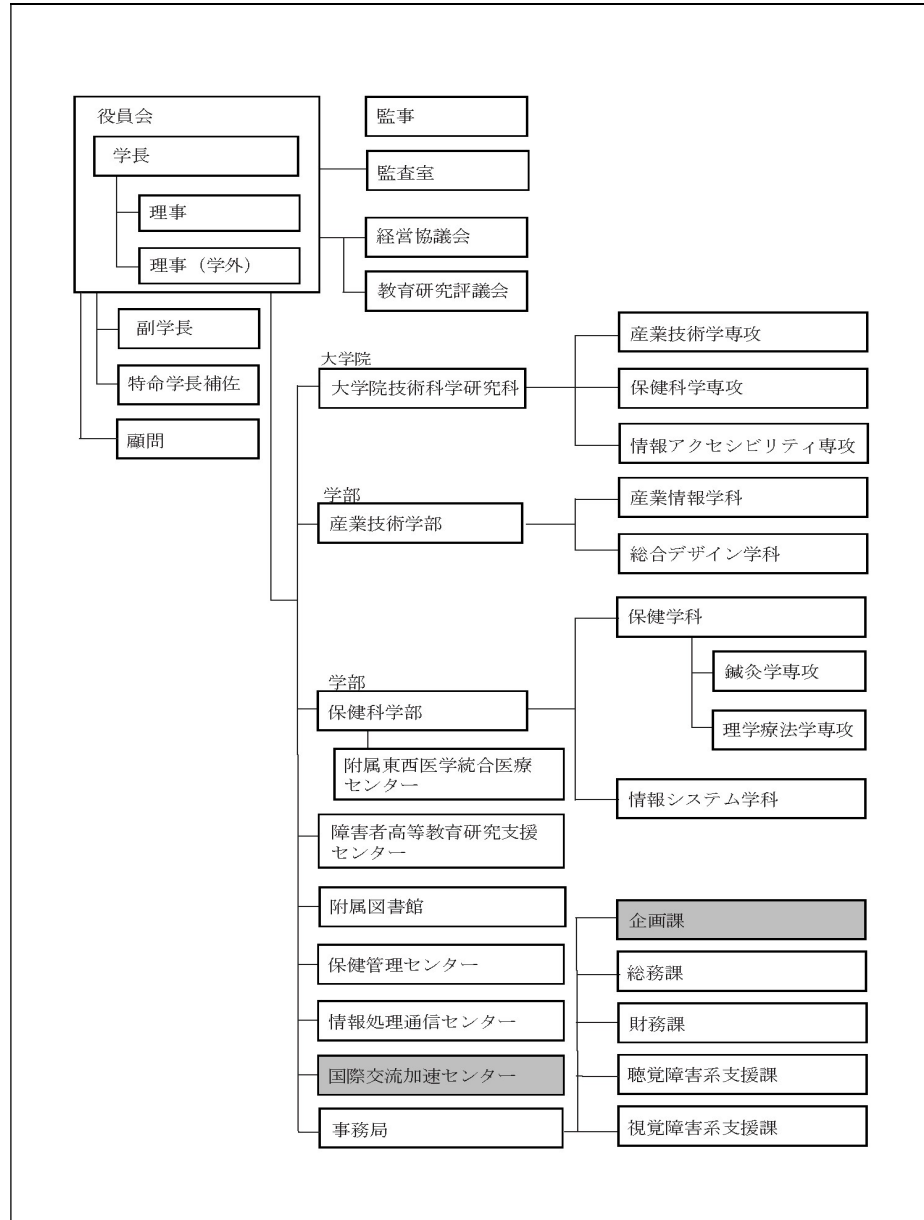 役員会
学長
理事
理事（学外）
監事
監査室
経営協議会
教育研究評議会
副学長
特命学長補佐
顧問
大学院
大学院技術科学研究科
産業技術学専攻
保健科学専攻
情報アクセシビリティ専攻
学部
産業技術学部
産業情報学科
総合デザイン学科
学部
保健科学部
附属東西医学統合医療
センター
保健学科
鍼灸学専攻
理学療法学専攻
情報システム学科
障害者高等教育研究支援
センター
附属図書館
保健管理センター
情報処理通信センター
国際交流加速センター
事務局
企画課
総務課
財務課
聴覚障害系支援課
視覚障害系支援課